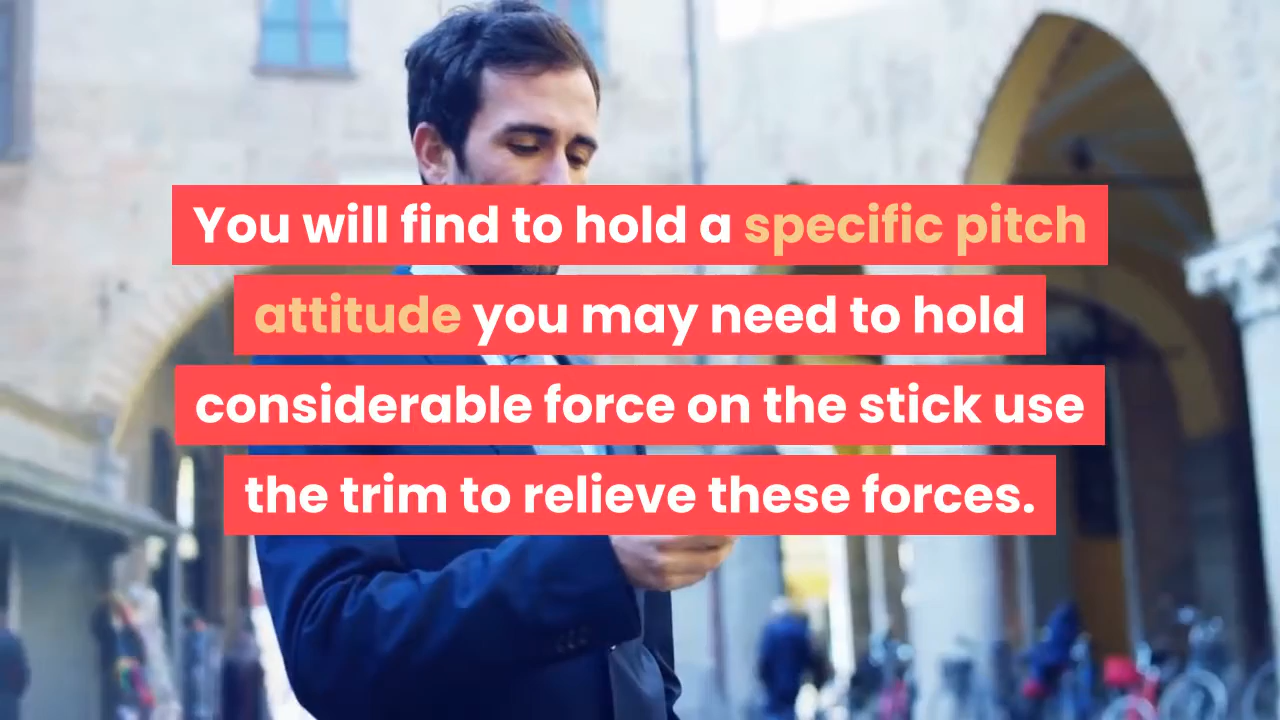 You will find to hold a specific pitch
attitude you may need to hold
considerable force on the stick use
the trim to relieve these forces.